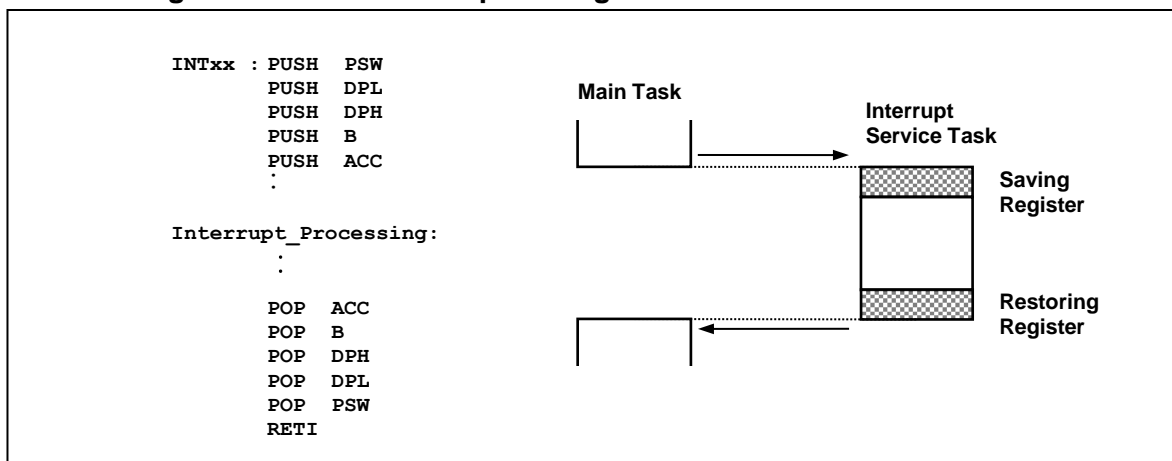 INTxx : PUSH PSW
PUSH DPL
PUSH DPH
PUSH B
PUSH ACC
:
Interrupt_Processing:
:
POP ACC
POP B
POP DPH
POP DPL
POP PSW
RETI
Main Task
Interrupt
Service Task
Saving
Register
Restoring
Register